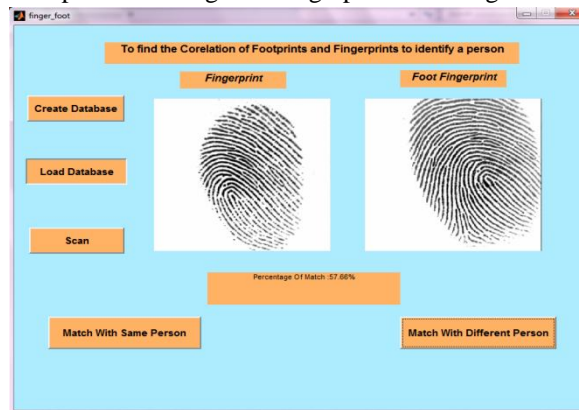 finger_foot
To find the Corelation of Footprints and Fingerprints to identify a person
Fingerprint
Foot Fingerprint
Create Database
Load Database
Scan
Percentage Of Match :57.66%
Match With Same Person
Match With Different Person